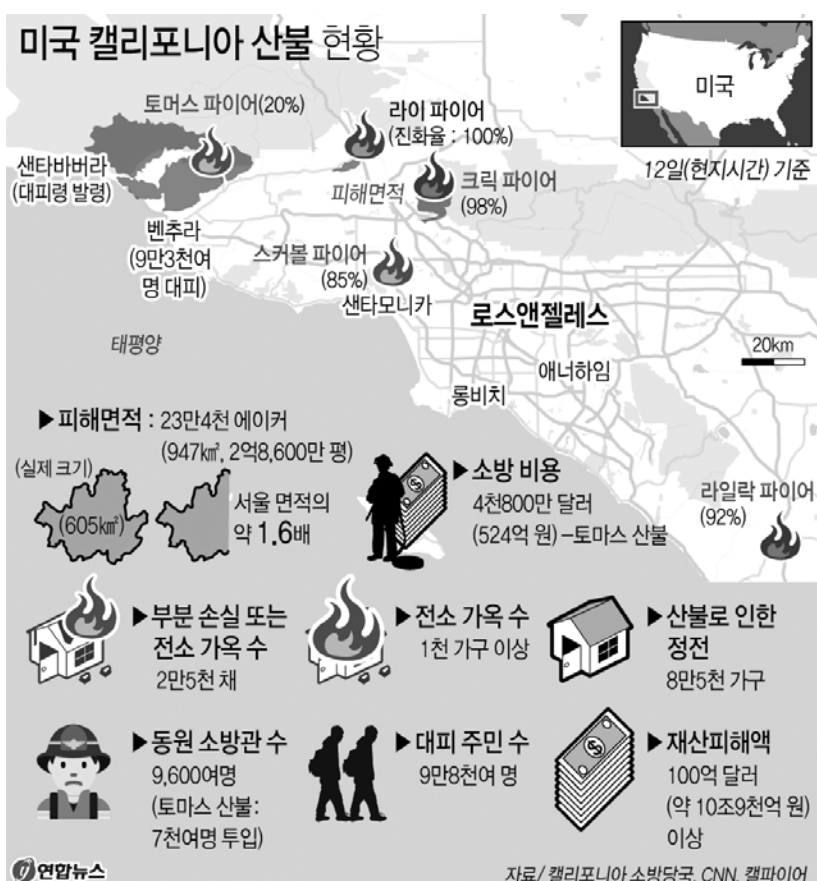 미국 캘리포니아 산불 현황
미국
12일(현지시간) 기준
토머스 파이어(20%)
라이 파이어
(진화율 : 100%)
샌타바버라
(대피령 발령)
피해면적
크릭 파이어
(98%)
벤추라
(9만3천여
명 대피)
스커볼 파이어
(85%)
샌타모니카
로스앤젤레스
태평양
20km
애너하임
롱비치
▶피해면적 : 23만4천 에이커
(947㎢, 2억8,600만 평)
(실제 크기)
(605㎢)
서울 면적의
약 1.6배
▶소방 비용
4천800만 달러
(524억 원) –토마스 산불
라일락 파이어
(92%)
▶부분 손실 또는
전소 가옥 수
2만5천 채
▶전소 가옥 수
1천 가구 이상
▶산불로 인한
정전
8만5천 가구
▶동원 소방관 수
9,600여명
(토마스 산불:
7천여명 투입)
▶대피 주민 수
9만8천여 명
▶재산피해액
100억 달러
(약 10조9천억 원)
이상
연합뉴스
자료/ 캘리포니아 소방당국, CNN, 캘파이어